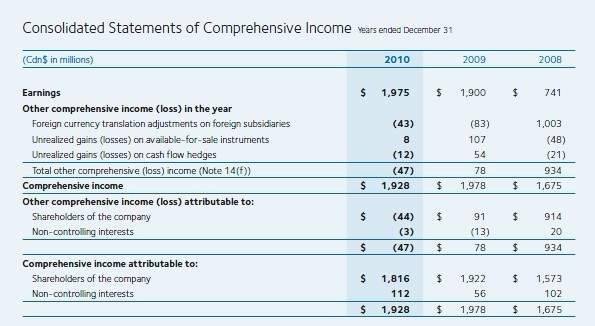 Consolidated Statements of Comprehensive Income Years ended December 31
(Cdn$ in millions) 2010 2009 2008
Earnings $ 1,975 $ 1,900 $ 741
Other comprehensive income (loss) in the year
Foreign currency translation adjustments on foreign subsidiaries (43) (83) 1,003
Unrealized gains (losses) on available-for-sale instruments 8 107 (48)
Unrealized gains (losses) on cash flow hedges (12) 54 (21)
Total other comprehensive (loss) income (Note 14(f)) (47) 78 934
Comprehensive income $ 1,928 $ 1,978 $ 1,675
Other comprehensive income (loss) attributable to:
Shareholders of the company $ (44) $ 91 $ 914
Non-controlling interests (3) (13) 20
$ (47) $ 78 $ 934
Comprehensive income attributable to:
Shareholders of the company $ 1,816 $ 1,922 $ 1,573
Non-controlling interests 112 56 102
$ 1,928 $ 1,978 $ 1,675